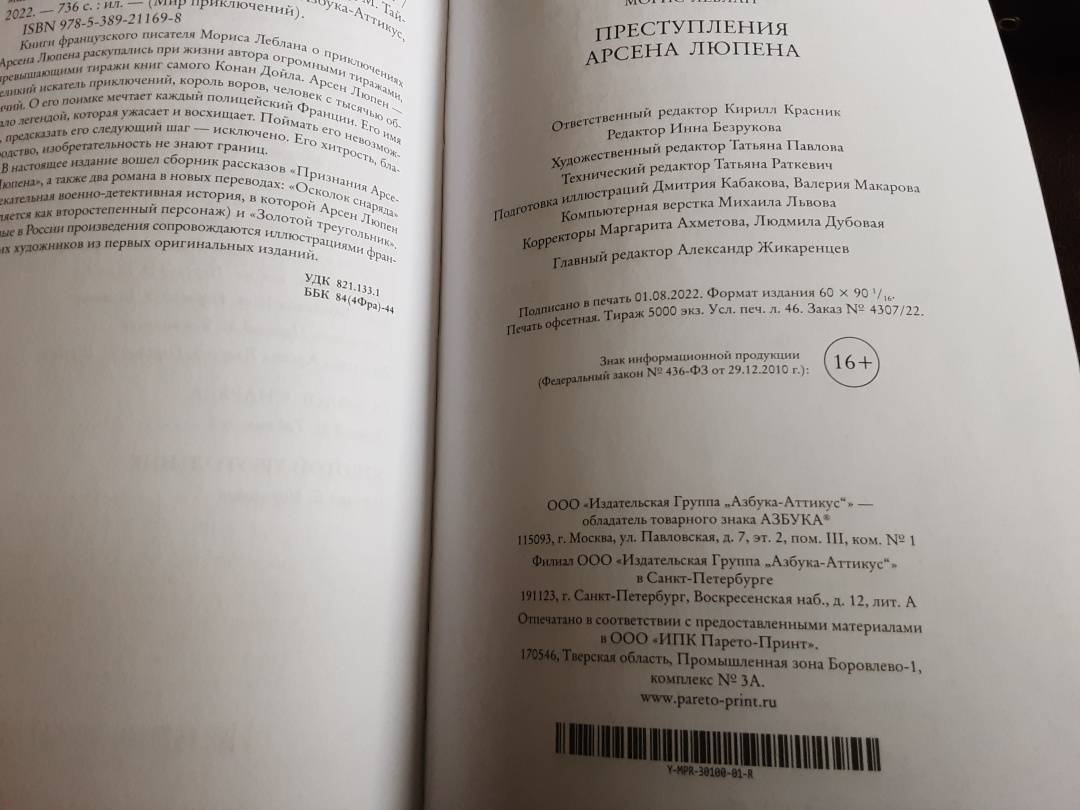 М. Тай-
Азбука-Аттикус,
2022. — 736 с. : ил. — (Мир приключений).
ISBN 978-5-389-21169-8
Книги французского писателя Мориса Леблана о приключениях
Арсена Люпена раскупались при жизни автора огромными тиражами,
превышающими тиражи книг самого Конан Дойла. Арсен Люпен —
великий искатель приключений, король воров, человек с тысячью об-
ичий. О его поимке мечтает каждый полицейский Франции. Его имя
ало легендой, которая ужасает и восхищает. Поймать его невозмож-
, предсказать его следующий шаг — исключено. Его хитрость, бла-
родство, изобретательность не знают границ.
В настоящее издание вошел сборник рассказов «Признания Арсе-
Люпена», а также два романа в новых переводах: «Осколок снаряда»
екательная военно-детективная история, в которой Арсен Люпен
ляется как второстепенный персонаж) и «Золотой треугольник».
ые в России произведения сопровождаются иллюстрациями фран-
их художников из первых оригинальных изданий.
УДК 821.133.1
ББК 84(4Фра)-44
МОРИС ЛЕБЛАН
ПРЕСТУПЛЕНИЯ
АРСЕНА ЛЮПЕНА
Ответственный редактор Кирилл Красник
Редактор Инна Безрукова
Художественный редактор Татьяна Павлова
Технический редактор Татьяна Раткевич
Подготовка иллюстраций Дмитрия Кабакова, Валерия Макарова
Компьютерная верстка Михаила Львова
Корректоры Маргарита Ахметова, Людмила Дубовая
Главный редактор Александр Жикаренцев
Подписано в печать 01.08.2022. Формат издания 60 × 90 1/16.
Печать офсетная. Тираж 5000 экз. Усл. печ. л. 46. Заказ № 4307/22.
Знак информационной продукции
(Федеральный закон № 436-ФЗ от 29.12.2010 г.):
16+
ООО «Издательская Группа „Азбука-Аттикус“» —
обладатель товарного знака АЗБУКА®
115093, г. Москва, ул. Павловская, д. 7, эт. 2, пом. III, ком. № 1
Филиал ООО «Издательская Группа „Азбука-Аттикус“»
в Санкт-Петербурге
191123, г. Санкт-Петербург, Воскресенская наб., д. 12, лит. А
Отпечатано в соответствии с предоставленными материалами
в ООО «ИПК Парето-Принт».
170546, Тверская область, Промышленная зона Боровлево-1,
комплекс № 3А.
www.pareto-print.ru
Y-MPR-30100-01-R